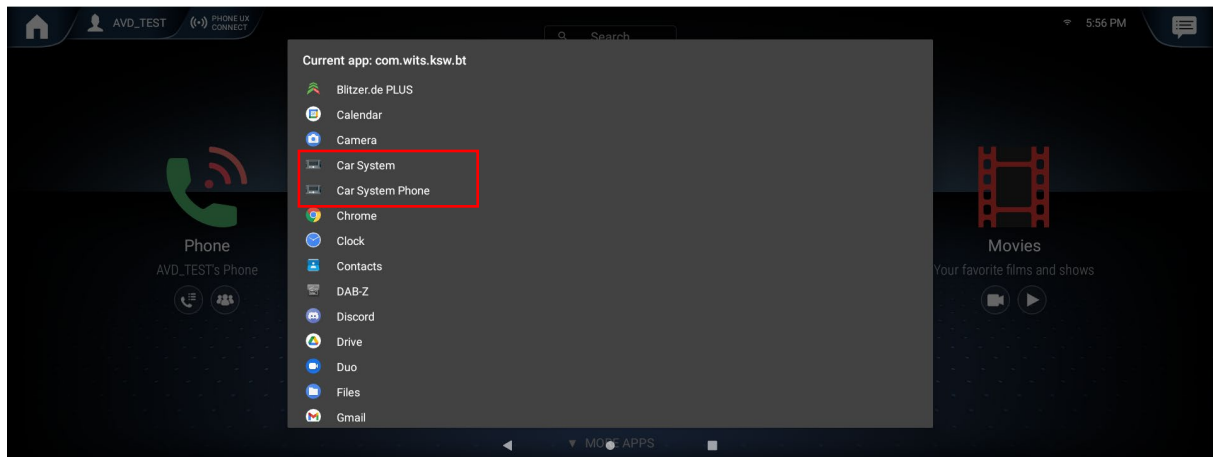 AVD_TEST
PHONE UX
CONNECT
Search
5:56 PM
Current app: com.wits.ksw.bt
Blitzer.de PLUS
Calendar
Camera
Car System
Car System Phone
Chrome
Clock
Contacts
DAB-Z
Discord
Drive
Duo
Files
Gmail
Phone
AVD_TEST's Phone
Movies
Your favorite films and shows
MORE APPS